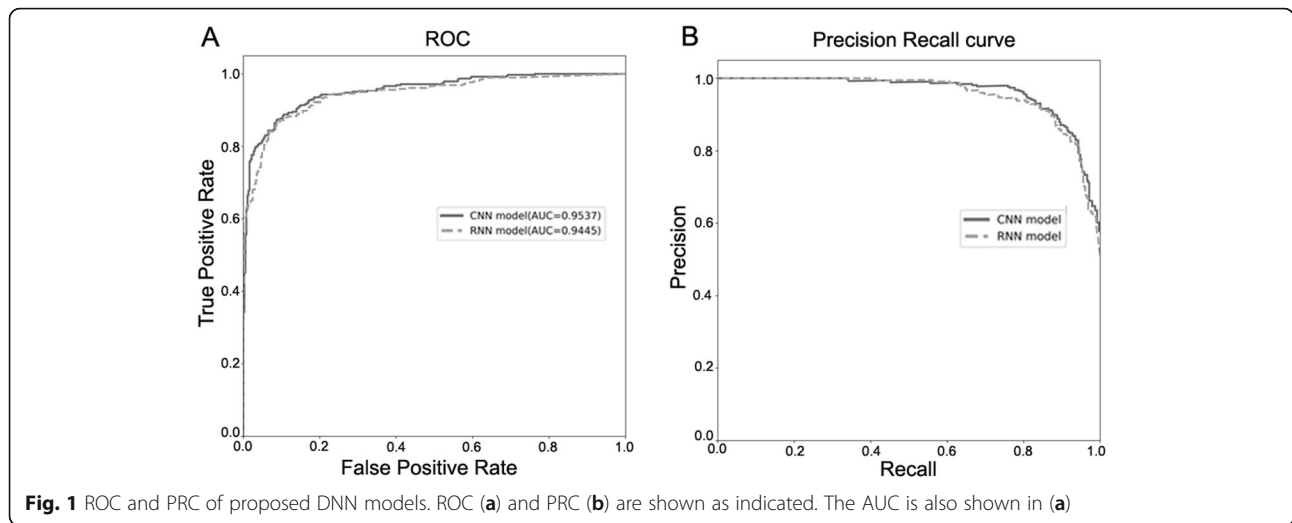 A
ROC
True Positive Rate
1.0
0.8
0.6
0.4
0.2
0.0
CNN model(AUC=0.9537)
RNN model(AUC=0.9445)
0.0 0.2 0.4 0.6 0.8 1.0
False Positive Rate
B
Precision Recall curve
Precision
1.0
0.8
0.6
0.4
0.2
0.0
CNN model
RNN model
0.0 0.2 0.4 0.6 0.8 1.0
Recall
Fig. 1 ROC and PRC of proposed DNN models. ROC (a) and PRC (b) are shown as indicated. The AUC is also shown in (a)